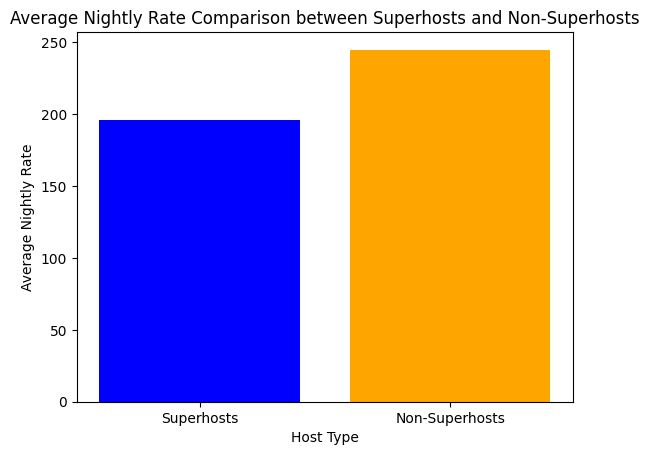 Average Nightly Rate Comparison between Superhosts and Non-Superhosts
250
200
150
100
50
0
Average Nightly Rate
Superhosts
Non-Superhosts
Host Type